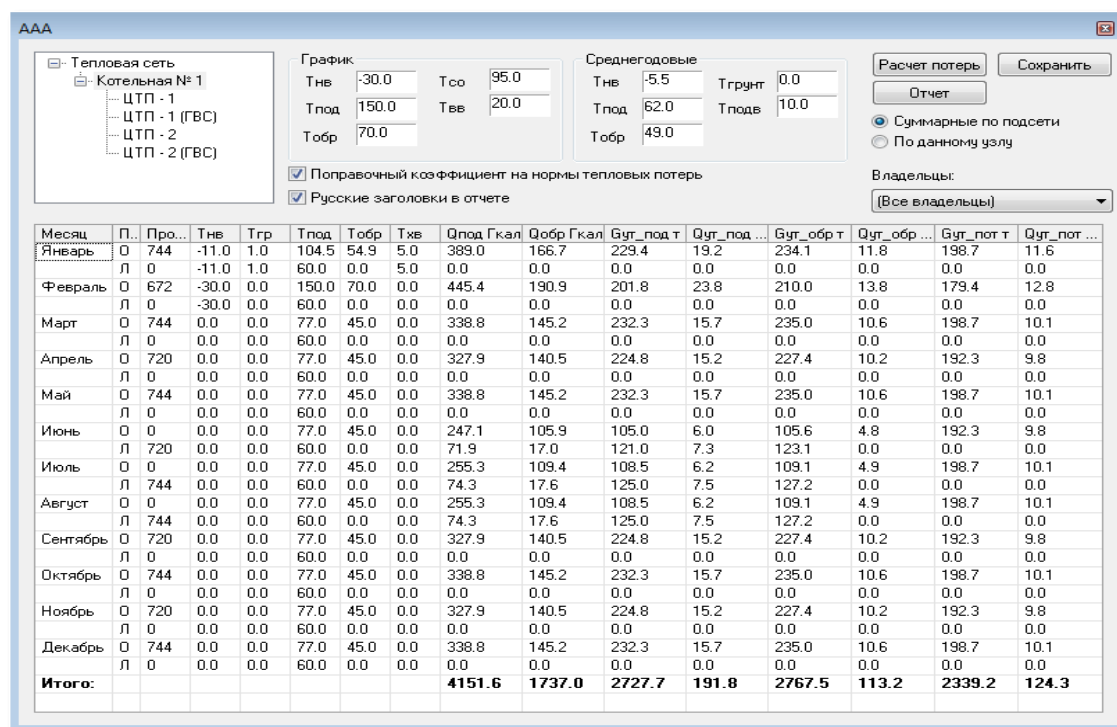 AAA
Тепловая сеть
Котельная № 1
ЦТП - 1
ЦТП - 1 (ГВС)
ЦТП - 2
ЦТП - 2 (ГВС)
График
Тнв -30.0 Тсо 95.0
Тпод 150.0 Твв 20.0
Тобр 70.0
Среднегодовые
Тнв -5.5 Тгрунт 0.0
Тпод 62.0 Тподв 10.0
Тобр 49.0
Расчет потерь Сохранить
Отчет
Суммарные по подсети
По данному узлу
Поправочный коэффициент на нормы тепловых потерь
Русские заголовки в отчете
Владельцы:
(Все владельцы)
Месяц П.. Про... Тнв Тгр Тпод Тобр Тхв Qпод Гкал Qобр Гкал Gут_под т Qут_под ... Gут_обр т Qут_обр ... Gут_пот т Qут_пот ...
Январь О 744 -11.0 1.0 104.5 54.9 5.0 389.0 166.7 229.4 19.2 234.1 11.8 198.7 11.6
Л 0 -11.0 1.0 60.0 0.0 5.0 0.0 0.0 0.0 0.0 0.0 0.0 0.0 0.0
Февраль О 672 -30.0 0.0 150.0 70.0 0.0 445.4 190.9 201.8 23.8 210.0 13.8 179.4 12.8
Л 0 -30.0 0.0 60.0 0.0 0.0 0.0 0.0 0.0 0.0 0.0 0.0 0.0 0.0
Март О 744 0.0 0.0 77.0 45.0 0.0 338.8 145.2 232.3 15.7 235.0 10.6 198.7 10.1
Л 0 0.0 0.0 60.0 0.0 0.0 0.0 0.0 0.0 0.0 0.0 0.0 0.0 0.0
Апрель О 720 0.0 0.0 77.0 45.0 0.0 327.9 140.5 224.8 15.2 227.4 10.2 192.3 9.8
Л 0 0.0 0.0 60.0 0.0 0.0 0.0 0.0 0.0 0.0 0.0 0.0 0.0 0.0
Май О 744 0.0 0.0 77.0 45.0 0.0 338.8 145.2 232.3 15.7 235.0 10.6 198.7 10.1
Л 0 0.0 0.0 60.0 0.0 0.0 0.0 0.0 0.0 0.0 0.0 0.0 0.0 0.0
Июнь О 0 0.0 0.0 77.0 45.0 0.0 247.1 105.9 105.0 6.0 105.6 4.8 192.3 9.8
Л 720 0.0 0.0 60.0 0.0 0.0 71.9 17.0 121.0 7.3 123.1 0.0 0.0 0.0
Июль О 0 0.0 0.0 77.0 45.0 0.0 255.3 109.4 108.5 6.2 109.1 4.9 198.7 10.1
Л 744 0.0 0.0 60.0 0.0 0.0 74.3 17.6 125.0 7.5 127.2 0.0 0.0 0.0
Август О 0 0.0 0.0 77.0 45.0 0.0 255.3 109.4 108.5 6.2 109.1 4.9 198.7 10.1
Л 744 0.0 0.0 60.0 0.0 0.0 74.3 17.6 125.0 7.5 127.2 0.0 0.0 0.0
Сентябрь О 720 0.0 0.0 77.0 45.0 0.0 327.9 140.5 224.8 15.2 227.4 10.2 192.3 9.8
Л 0 0.0 0.0 60.0 0.0 0.0 0.0 0.0 0.0 0.0 0.0 0.0 0.0 0.0
Октябрь О 744 0.0 0.0 77.0 45.0 0.0 338.8 145.2 232.3 15.7 235.0 10.6 198.7 10.1
Л 0 0.0 0.0 60.0 0.0 0.0 0.0 0.0 0.0 0.0 0.0 0.0 0.0 0.0
Ноябрь О 720 0.0 0.0 77.0 45.0 0.0 327.9 140.5 224.8 15.2 227.4 10.2 192.3 9.8
Л 0 0.0 0.0 60.0 0.0 0.0 0.0 0.0 0.0 0.0 0.0 0.0 0.0 0.0
Декабрь О 744 0.0 0.0 77.0 45.0 0.0 338.8 145.2 232.3 15.7 235.0 10.6 198.7 10.1
Л 0 0.0 0.0 60.0 0.0 0.0 0.0 0.0 0.0 0.0 0.0 0.0 0.0 0.0
Итого: 4151.6 1737.0 2727.7 191.8 2767.5 113.2 2339.2 124.3